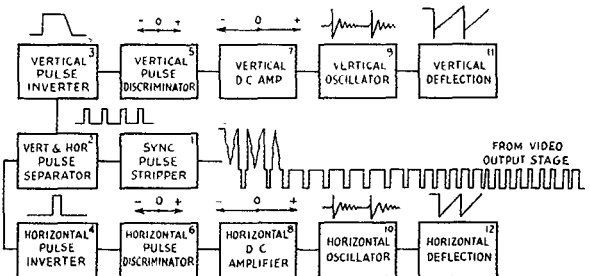 - 0 +
- 0 +
3
VERTICAL
PULSE
INVERTER
5
VERTICAL
PULSE
DISCRIMINATOR
7
VERTICAL
D C AMP
9
VERTICAL
OSCILLATOR
11
VERTICAL
DEFLECTION
2
VERT & HOR
PULSE
SEPARATOR
1
SYNC
PULSE
STRIPPER
FROM VIDEO
OUTPUT STAGE
- 0 +
- 0 +
HORIZONTAL
PULSE 4
INVERTER
HORIZONTAL
PULSE 6
DISCRIMINATOR
HORIZONTAL
D C 8
AMPLIFIER
10
HORIZONTAL
OSCILLATOR
12
HORIZONTAL
DEFLECTION